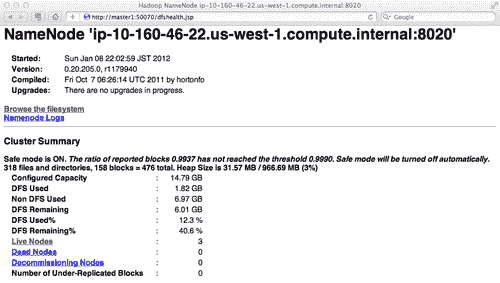 Hadoop NameNode ip-10-160-46-22.us-west-1.compute.internal:8020
http://master1:50070/dfshealth.jsp
NameNode 'ip-10-160-46-22.us-west-1.compute.internal:8020'
Started: Sun Jan 08 22:02:59 JST 2012
Version: 0.20.205.0, r1179940
Compiled: Fri Oct 7 06:26:14 UTC 2011 by hortonfo
Upgrades: There are no upgrades in progress.
Browse the filesystem
Namenode Logs
Cluster Summary
Safe mode is ON. The ratio of reported blocks 0.9937 has not reached the threshold 0.9990. Safe mode will be turned off automatically.
318 files and directories, 158 blocks = 476 total. Heap Size is 31.57 MB / 966.69 MB (3%)
Configured Capacity : 14.79 GB
DFS Used : 1.82 GB
Non DFS Used : 6.97 GB
DFS Remaining : 6.01 GB
DFS Used% : 12.3 %
DFS Remaining% : 40.6 %
Live Nodes : 3
Dead Nodes : 0
Decommissioning Nodes : 0
Number of Under-Replicated Blocks : 0